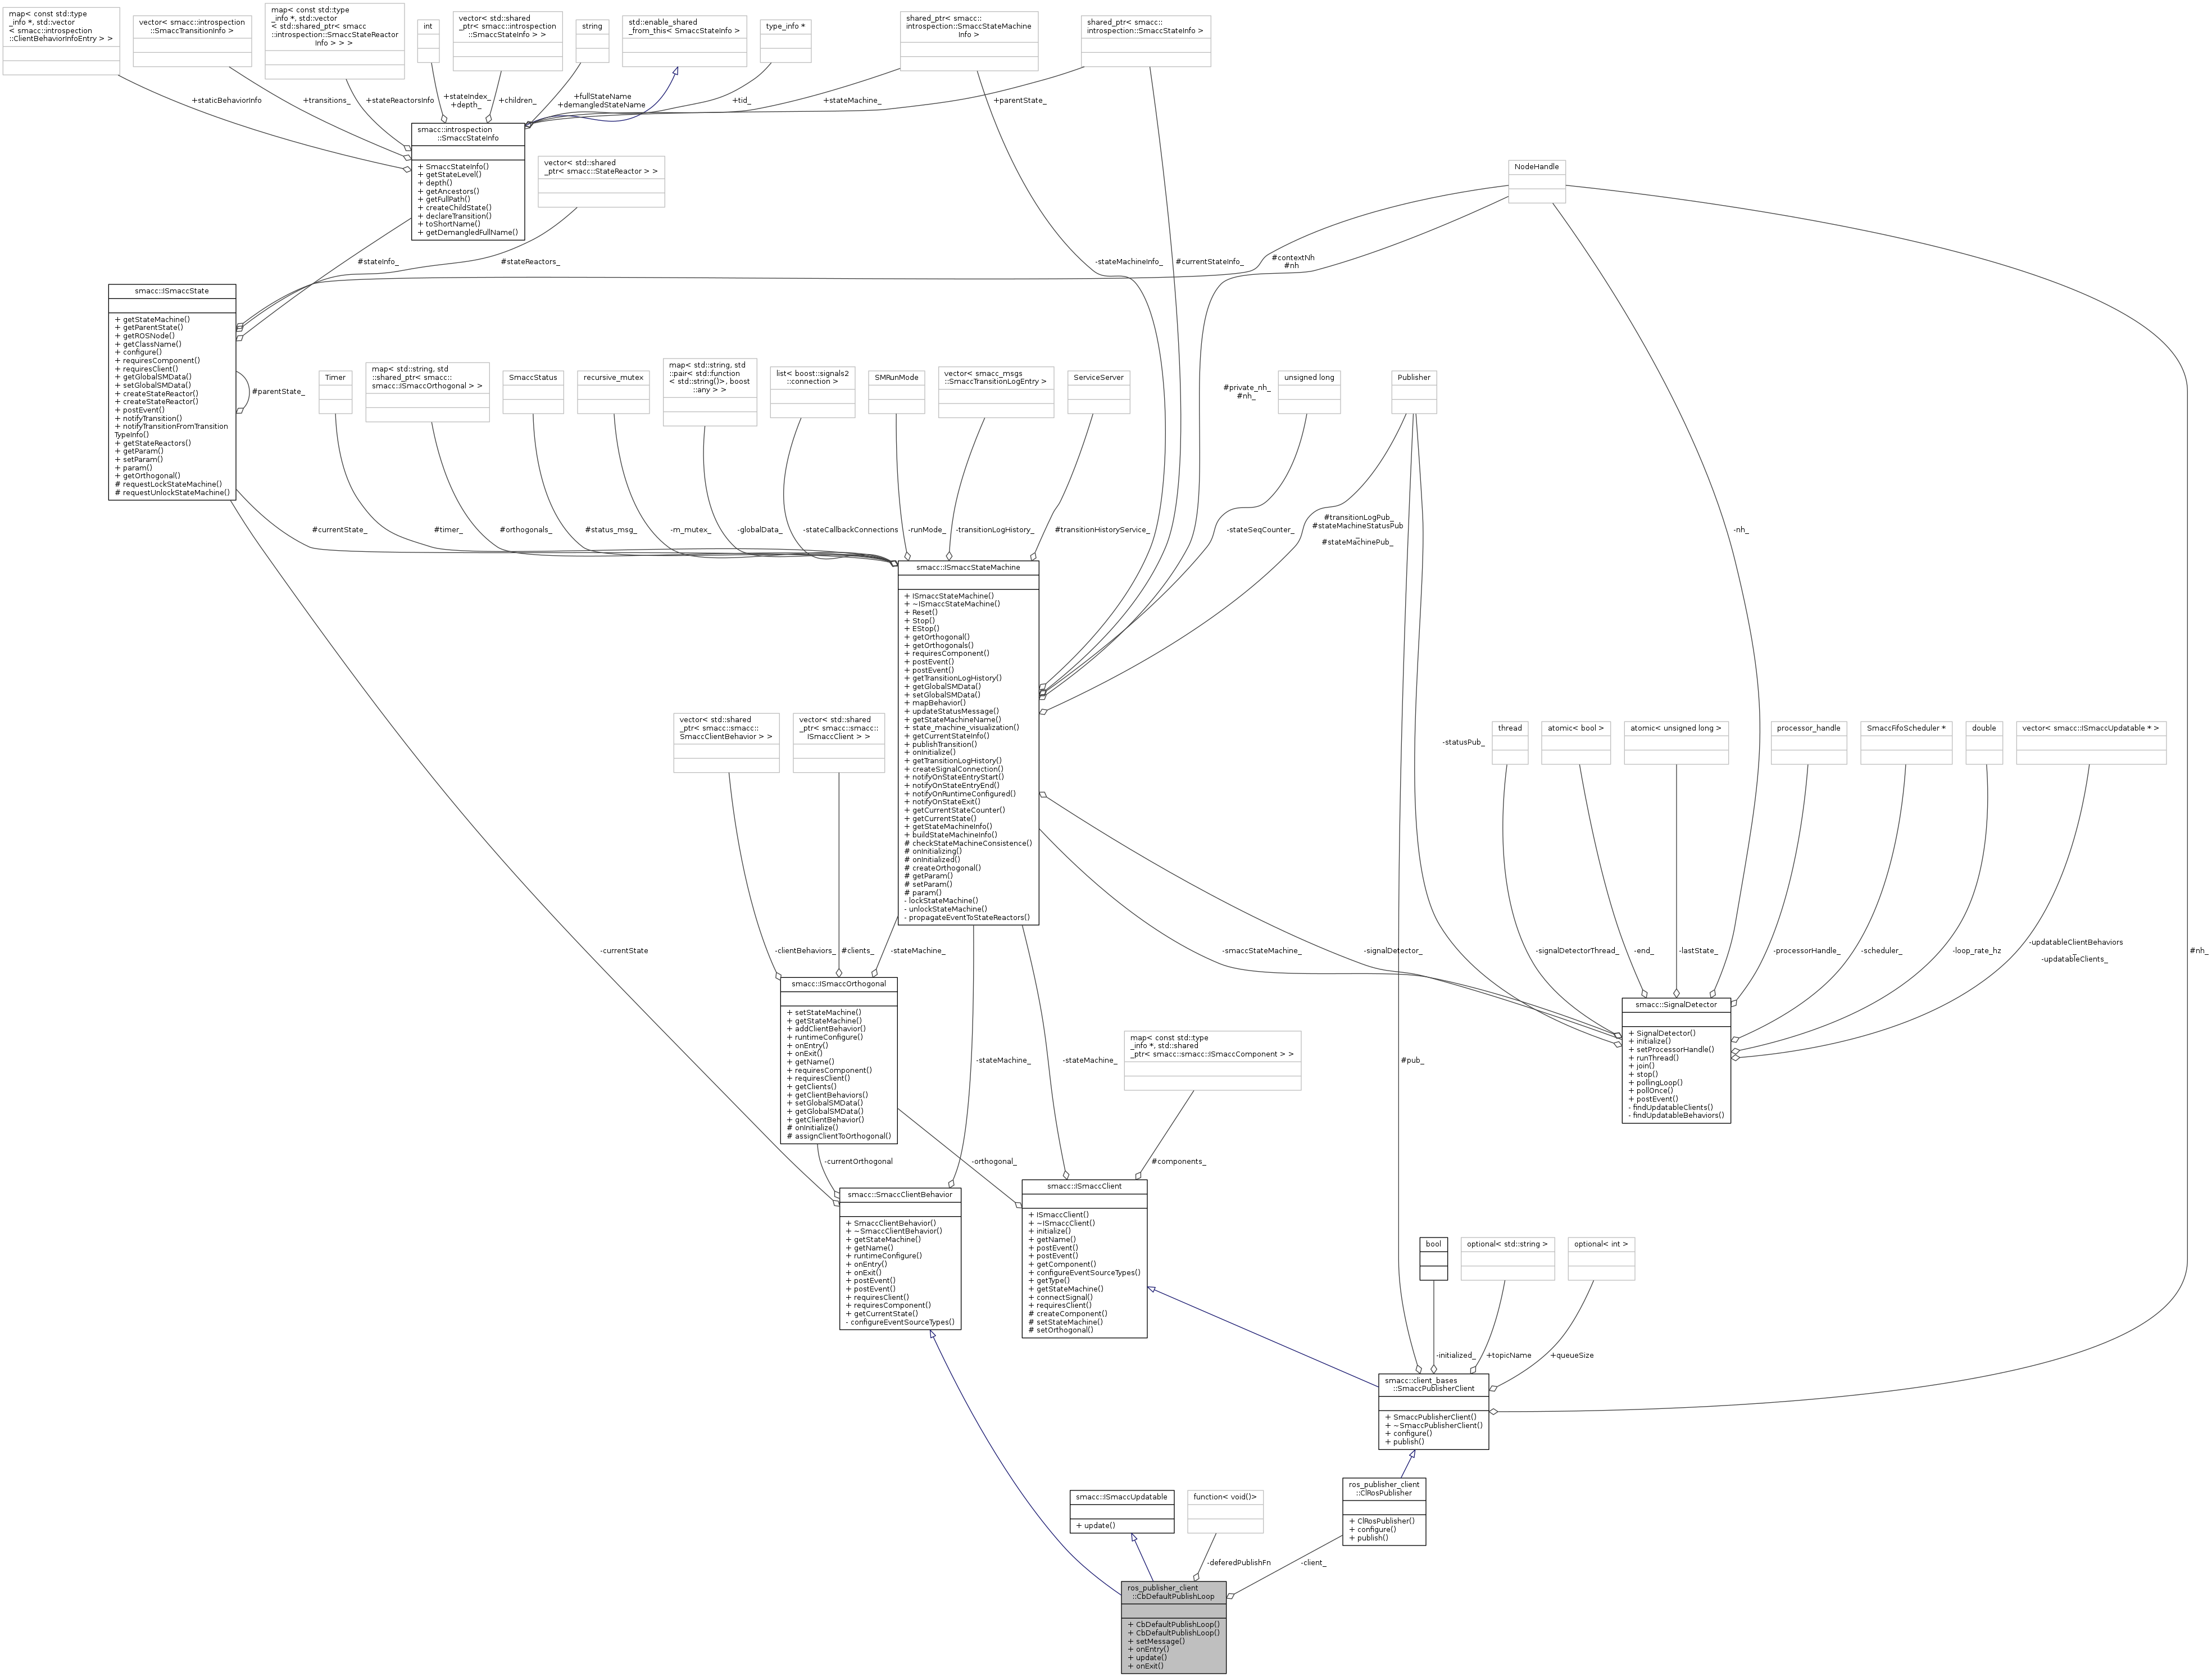 map< const std::type
_info *, std::vector
< smacc::introspection
::ClientBehaviorInfoEntry > >
vector< smacc::introspection
::SmaccTransitionInfo >
map< const std::type
_info *, std::vector
< std::shared_ptr< smacc
::introspection::SmaccStateReactor
Info > > >
int
vector< std::shared
_ptr< smacc::introspection
::SmaccStateInfo > >
string
std::enable_shared
_from_this< SmaccStateInfo >
type_info *
shared_ptr< smacc::
introspection::SmaccStateMachine
Info >
shared_ptr< smacc::
introspection::SmaccStateInfo >
+staticBehaviorInfo
+transitions_
+stateReactorsInfo
+stateIndex_
+depth_
+children_
+fullStateName
+demangledStateName
+tid_
+stateMachine_
+parentState_
smacc::introspection
::SmaccStateInfo
+ SmaccStateInfo()
+ getStateLevel()
+ depth()
+ getAncestors()
+ getFullPath()
+ createChildState()
+ declareTransition()
+ toShortName()
+ getDemangledFullName()
vector< std::shared
_ptr< smacc::StateReactor > >
NodeHandle
#stateInfo_
#stateReactors_
-stateMachineInfo_
#currentStateInfo_
#contextNh
#nh
smacc::ISmaccState
+ getStateMachine()
+ getParentState()
+ getROSNode()
+ getClassName()
+ configure()
+ requiresComponent()
+ requiresClient()
+ getGlobalSMData()
+ setGlobalSMData()
+ createStateReactor()
+ createStateReactor()
+ postEvent()
+ notifyTransition()
+ notifyTransitionFromTransition
TypeInfo()
+ getStateReactors()
+ getParam()
+ setParam()
+ param()
+ getOrthogonal()
# requestLockStateMachine()
# requestUnlockStateMachine()
#parentState_
Timer
map< std::string, std
::shared_ptr< smacc::
smacc::ISmaccOrthogonal > >
SmaccStatus
recursive_mutex
map< std::string, std
::pair< std::function
< std::string()>, boost
::any > >
list< boost::signals2
::connection >
SMRunMode
vector< smacc_msgs
::SmaccTransitionLogEntry >
ServiceServer
#private_nh_
#nh_
unsigned long
Publisher
#currentState_
#timer_
#orthogonals_
#status_msg_
-m_mutex_
-globalData_
-stateCallbackConnections
-runMode_
-transitionLogHistory_
#transitionHistoryService_
-stateSeqCounter_
#transitionLogPub_
#stateMachineStatusPub
_
#stateMachinePub_
-nh_
smacc::ISmaccStateMachine
+ ISmaccStateMachine()
+ ~ISmaccStateMachine()
+ Reset()
+ Stop()
+ EStop()
+ getOrthogonal()
+ getOrthogonals()
+ requiresComponent()
+ postEvent()
+ postEvent()
+ getTransitionLogHistory()
+ getGlobalSMData()
+ setGlobalSMData()
+ mapBehavior()
+ updateStatusMessage()
+ getStateMachineName()
+ state_machine_visualization()
+ getCurrentStateInfo()
+ publishTransition()
+ onInitialize()
+ getTransitionLogHistory()
+ createSignalConnection()
+ notifyOnStateEntryStart()
+ notifyOnStateEntryEnd()
+ notifyOnRuntimeConfigured()
+ notifyOnStateExit()
+ getCurrentStateCounter()
+ getCurrentState()
+ getStateMachineInfo()
+ buildStateMachineInfo()
# checkStateMachineConsistence()
# onInitializing()
# onInitialized()
# createOrthogonal()
# getParam()
# setParam()
# param()
- lockStateMachine()
- unlockStateMachine()
- propagateEventToStateReactors()
vector< std::shared
_ptr< smacc::smacc::
SmaccClientBehavior > >
vector< std::shared
_ptr< smacc::smacc::
ISmaccClient > >
-statusPub_
thread
atomic< bool >
atomic< unsigned long >
processor_handle
SmaccFifoScheduler *
double
vector< smacc::ISmaccUpdatable * >
-currentState
-clientBehaviors_
#clients_
-stateMachine_
-smaccStateMachine_
-signalDetector_
-signalDetectorThread_
-end_
-lastState_
-processorHandle_
-scheduler_
-loop_rate_hz
-updatableClientBehaviors
_
-updatableClients_
#nh_
smacc::ISmaccOrthogonal
+ setStateMachine()
+ getStateMachine()
+ addClientBehavior()
+ runtimeConfigure()
+ onEntry()
+ onExit()
+ getName()
+ requiresComponent()
+ requiresClient()
+ getClients()
+ getClientBehaviors()
+ setGlobalSMData()
+ getGlobalSMData()
+ getClientBehavior()
# onInitialize()
# assignClientToOrthogonal()
smacc::SignalDetector
+ SignalDetector()
+ initialize()
+ setProcessorHandle()
+ runThread()
+ join()
+ stop()
+ pollingLoop()
+ pollOnce()
+ postEvent()
- findUpdatableClients()
- findUpdatableBehaviors()
-stateMachine_
-stateMachine_
map< const std::type
_info *, std::shared
_ptr< smacc::smacc::ISmaccComponent > >
#pub_
-currentOrthogonal
-orthogonal_
#components_
smacc::SmaccClientBehavior
+ SmaccClientBehavior()
+ ~SmaccClientBehavior()
+ getStateMachine()
+ getName()
+ runtimeConfigure()
+ onEntry()
+ onExit()
+ postEvent()
+ postEvent()
+ requiresClient()
+ requiresComponent()
+ getCurrentState()
- configureEventSourceTypes()
smacc::ISmaccClient
+ ISmaccClient()
+ ~ISmaccClient()
+ initialize()
+ getName()
+ postEvent()
+ postEvent()
+ getComponent()
+ configureEventSourceTypes()
+ getType()
+ getStateMachine()
+ connectSignal()
+ requiresClient()
# createComponent()
# setStateMachine()
# setOrthogonal()
bool
optional< std::string >
optional< int >
-initialized_
+topicName
+queueSize
smacc::client_bases
::SmaccPublisherClient
+ SmaccPublisherClient()
+ ~SmaccPublisherClient()
+ configure()
+ publish()
smacc::ISmaccUpdatable
+ update()
function< void()>
ros_publisher_client
::ClRosPublisher
+ ClRosPublisher()
+ configure()
+ publish()
-deferedPublishFn
-client_
ros_publisher_client
::CbDefaultPublishLoop
+ CbDefaultPublishLoop()
+ CbDefaultPublishLoop()
+ setMessage()
+ onEntry()
+ update()
+ onExit()